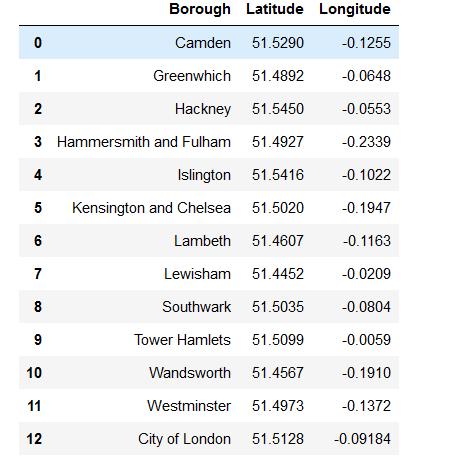 Borough Latitude Longitude
0 Camden 51.5290 -0.1255
1 Greenwhich 51.4892 -0.0648
2 Hackney 51.5450 -0.0553
3 Hammersmith and Fulham 51.4927 -0.2339
4 Islington 51.5416 -0.1022
5 Kensington and Chelsea 51.5020 -0.1947
6 Lambeth 51.4607 -0.1163
7 Lewisham 51.4452 -0.0209
8 Southwark 51.5035 -0.0804
9 Tower Hamlets 51.5099 -0.0059
10 Wandsworth 51.4567 -0.1910
11 Westminster 51.4973 -0.1372
12 City of London 51.5128 -0.09184